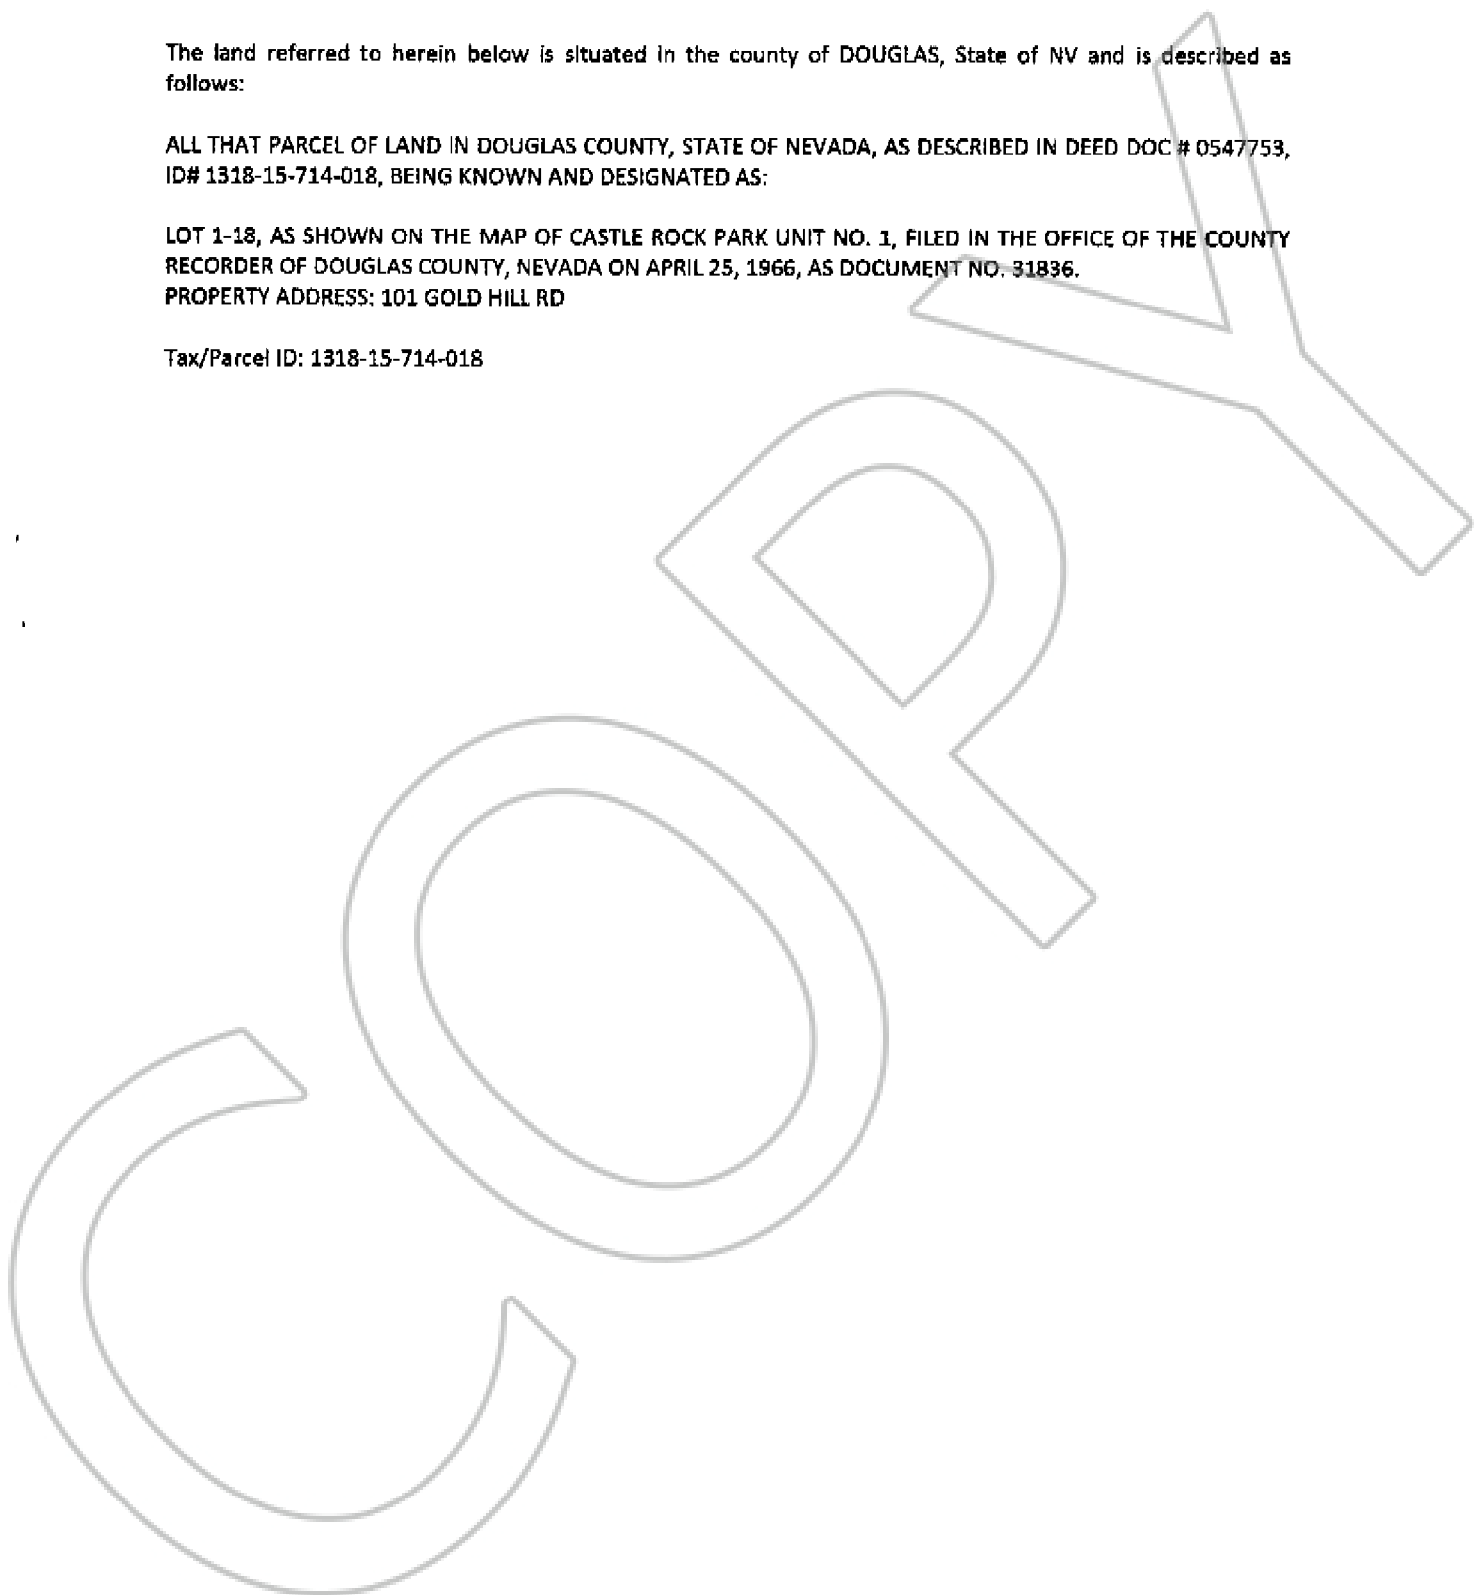 The land referred to herein below is situated in the county of DOUGLAS, State of NV and is described as
follows:
ALL THAT PARCEL OF LAND IN DOUGLAS COUNTY, STATE OF NEVADA, AS DESCRIBED IN DEED DOC # 0547753,
ID# 1318-15-714-018, BEING KNOWN AND DESIGNATED AS:
LOT 1-18, AS SHOWN ON THE MAP OF CASTLE ROCK PARK UNIT NO. 1, FILED IN THE OFFICE OF THE COUNTY
RECORDER OF DOUGLAS COUNTY, NEVADA ON APRIL 25, 1966, AS DOCUMENT NO. 31836.
PROPERTY ADDRESS: 101 GOLD HILL RD
Tax/Parcel ID: 1318-15-714-018
COPY